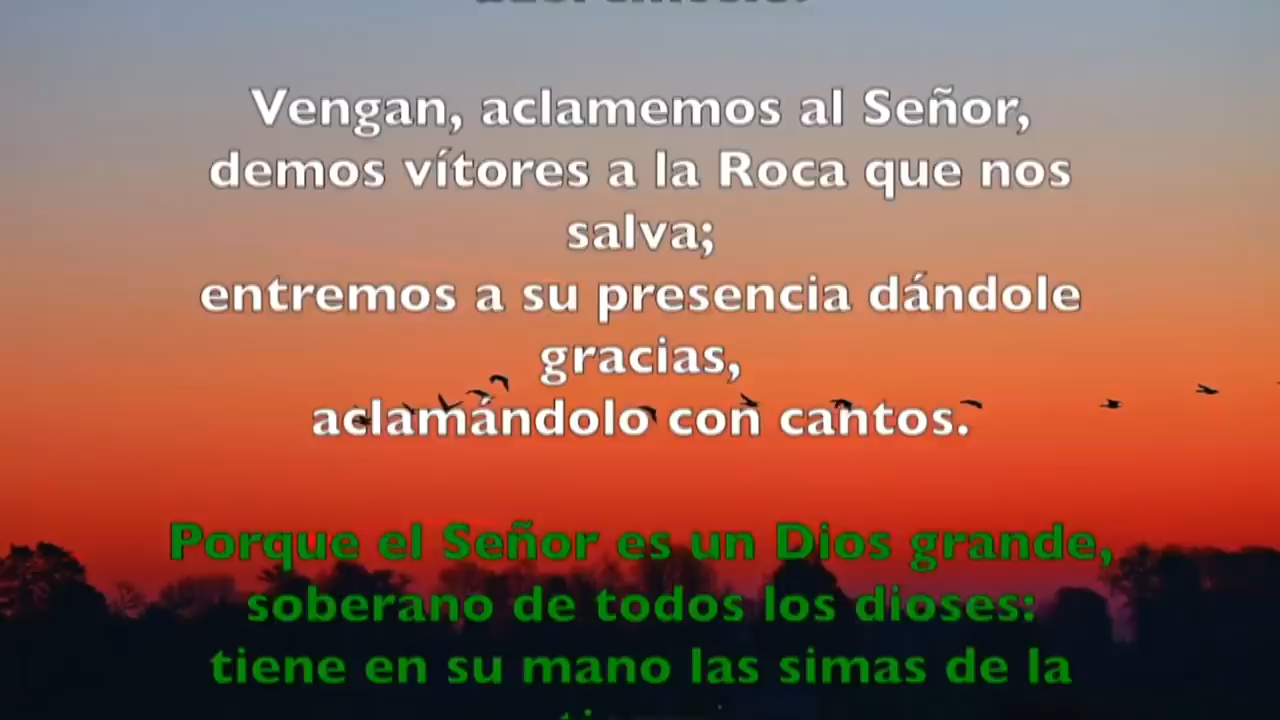 Vengan, aclamemos al Señor,
demos vítores a la Roca que nos
salva;
entremos a su presencia dándole
gracias,
aclamándolo con cantos.
Porque el Señor es un Dios grande,
soberano de todos los dioses:
tiene en su mano las simas de la